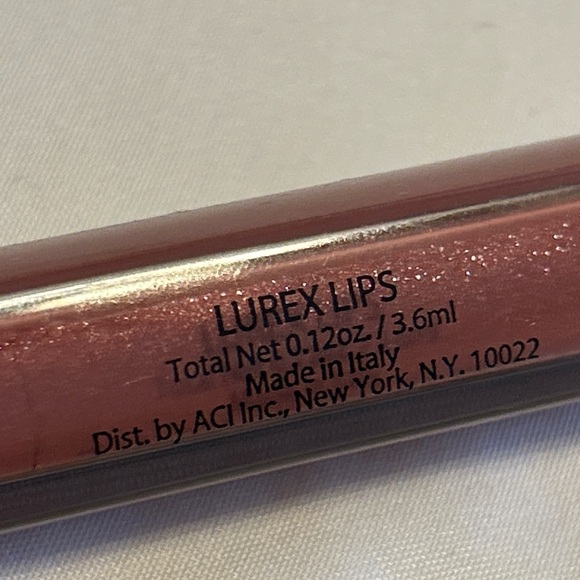 LUREX LIPS
Total Net 0.12oz. / 3.6ml
Made in Italy
Dist. by ACI Inc., New York, N.Y. 10022